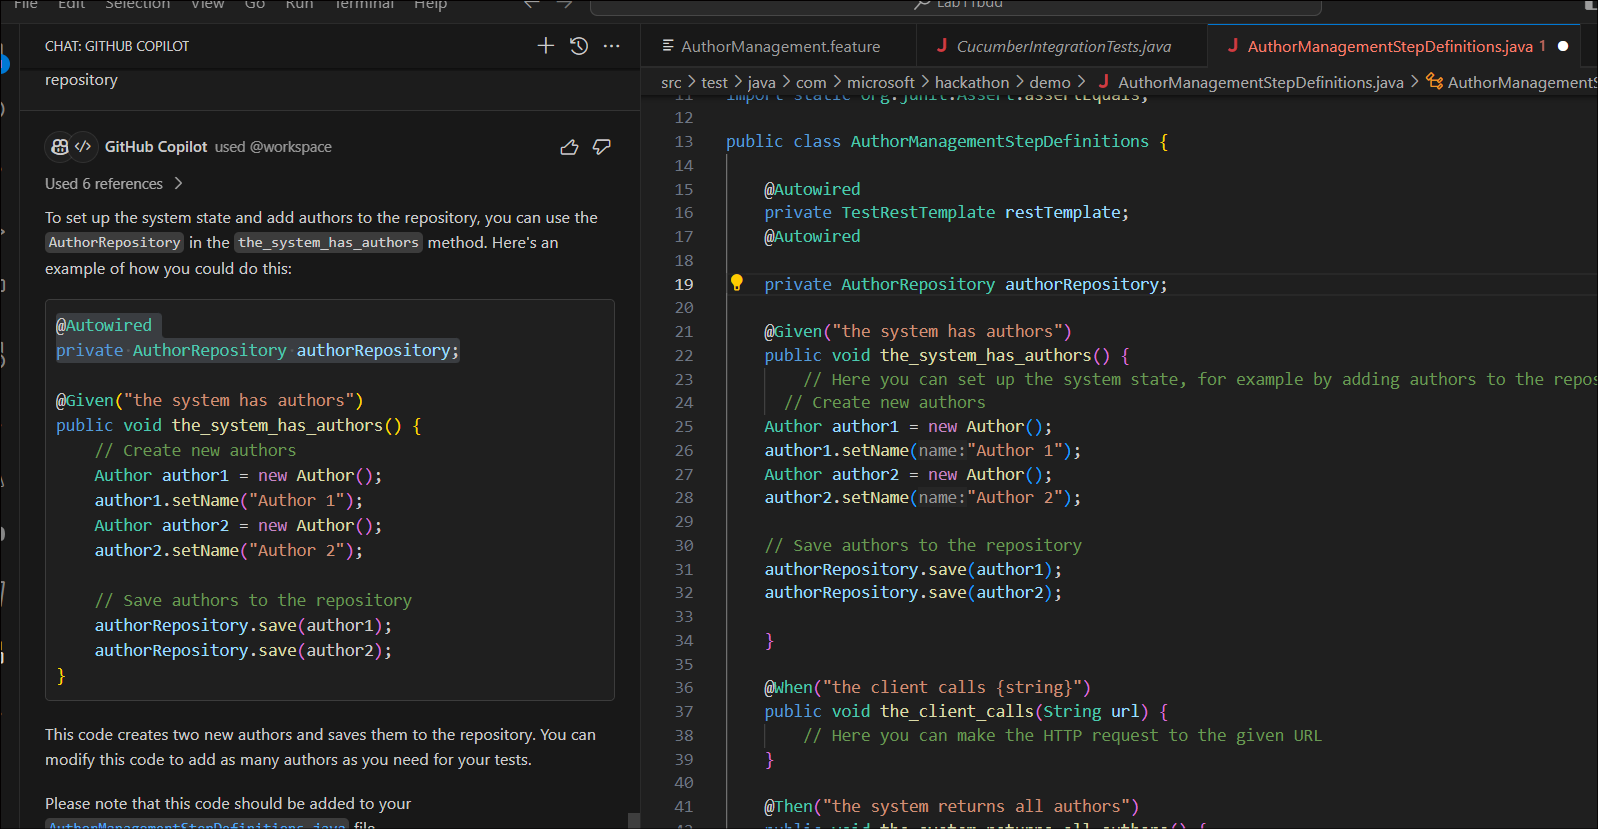 File Edit Selection View Go Run Terminal Help
Lab11bdd
CHAT: GITHUB COPILOT
repository
GitHub Copilot used @workspace
Used 6 references
To set up the system state and add authors to the repository, you can use the
AuthorRepository in the the_system_has_authors method. Here's an
example of how you could do this:
@Autowired
private AuthorRepository authorRepository;
@Given("the system has authors")
public void the_system_has_authors() {
// Create new authors
Author author1 = new Author();
author1.setName("Author 1");
Author author2 = new Author();
author2.setName("Author 2");
// Save authors to the repository
authorRepository.save(author1);
authorRepository.save(author2);
}
This code creates two new authors and saves them to the repository. You can
modify this code to add as many authors as you need for your tests.
Please note that this code should be added to your
AuthorManagementStepDefinitions.java file
AuthorManagement.feature
J CucumberIntegrationTests.java
J AuthorManagementStepDefinitions.java 1
src > test > java > com > microsoft > hackathon > demo > J AuthorManagementStepDefinitions.java > AuthorManagementS
11 import static org.junit.Assert.assertEquals;
12
13 public class AuthorManagementStepDefinitions {
14
15 @Autowired
16 private TestRestTemplate restTemplate;
17 @Autowired
18
19 private AuthorRepository authorRepository;
20
21 @Given("the system has authors")
22 public void the_system_has_authors() {
23 // Here you can set up the system state, for example by adding authors to the repos
24 // Create new authors
25 Author author1 = new Author();
26 author1.setName(name:"Author 1");
27 Author author2 = new Author();
28 author2.setName(name:"Author 2");
29
30 // Save authors to the repository
31 authorRepository.save(author1);
32 authorRepository.save(author2);
33
34 }
35
36 @When("the client calls {string}")
37 public void the_client_calls(String url) {
38 // Here you can make the HTTP request to the given URL
39 }
40
41 @Then("the system returns all authors")
42 public void the_system_returns_all_authors() {